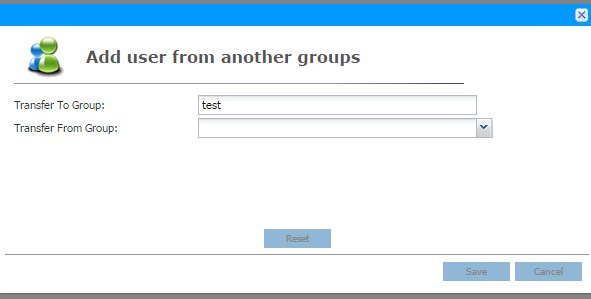 Add user from another groups
Transfer To Group: test
Transfer From Group:
Reset
Save Cancel